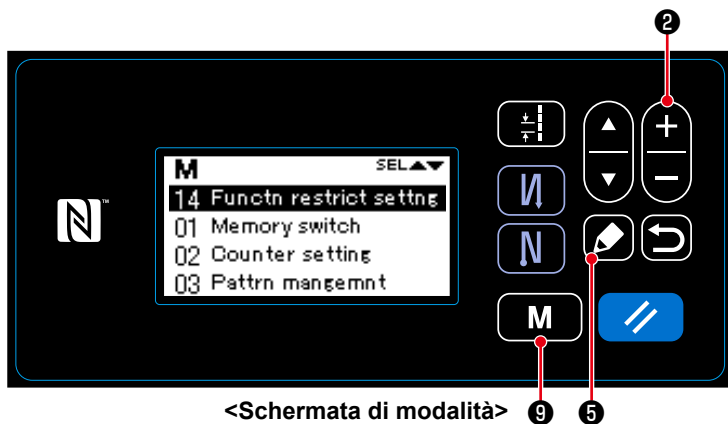 ❷
M SEL▲▼
14 Functn restrict settng
01 Memory switch
02 Counter setting
03 Pattrn mangemnt
N™
M
<Schermata di modalità>
❾ ❺